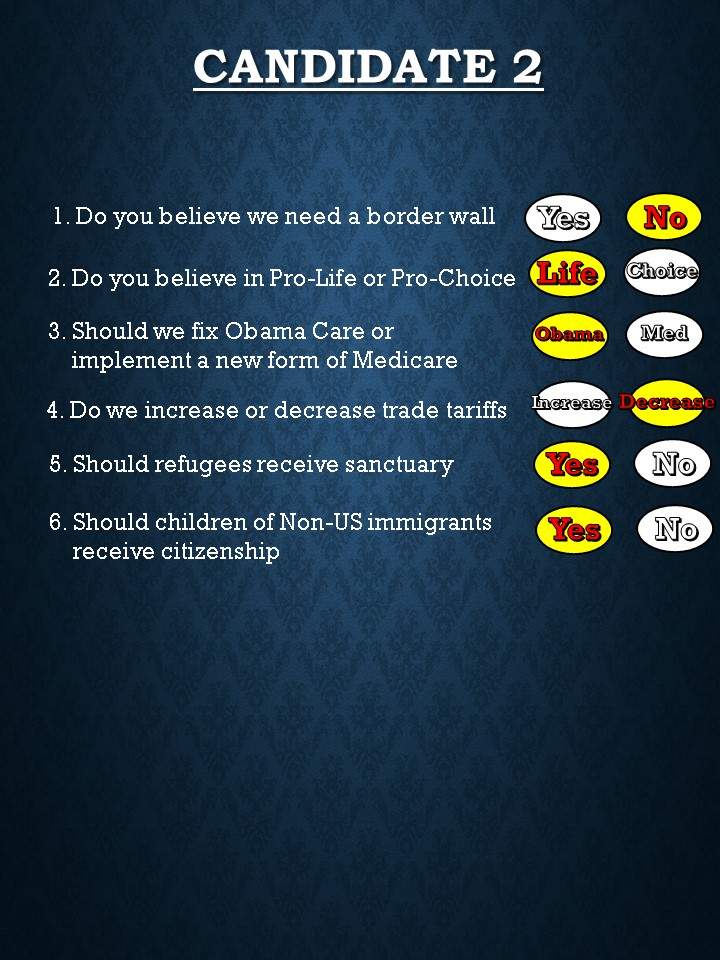 CANDIDATE 2
1. Do you believe we need a border wall Yes No
2. Do you believe in Pro-Life or Pro-Choice Life Choice
3. Should we fix Obama Care or
implement a new form of Medicare Obama Med
4. Do we increase or decrease trade tariffs Increase Decrease
5. Should refugees receive sanctuary Yes No
6. Should children of Non-US immigrants
receive citizenship Yes No